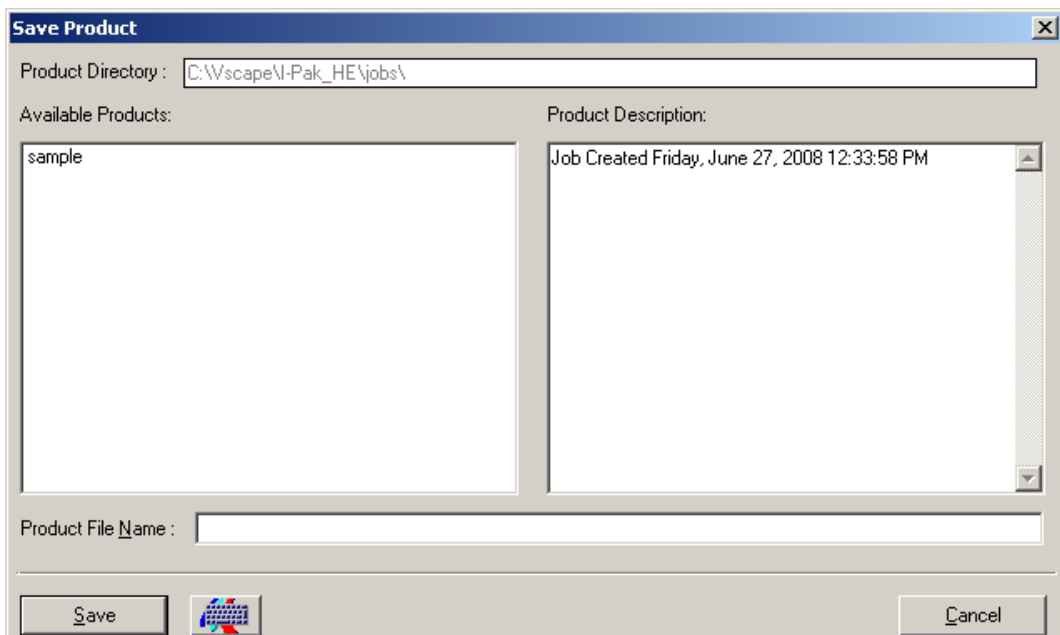 Save Product
Product Directory : C:\Vscape\I-Pak_HE\jobs\
Available Products:
Product Description:
sample
Job Created Friday, June 27, 2008 12:33:58 PM
Product File Name :
Save
Cancel